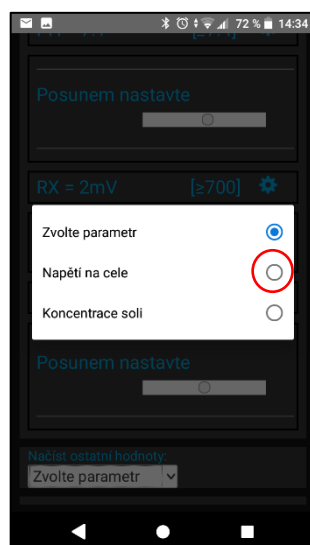 72 % 14:34
Posunem nastavte
RX = 2mV [≥700]
Zvolte parametr
Napětí na cele
Koncentrace soli
Posunem nastavte
Načíst ostatní hodnoty:
Zvolte parametr